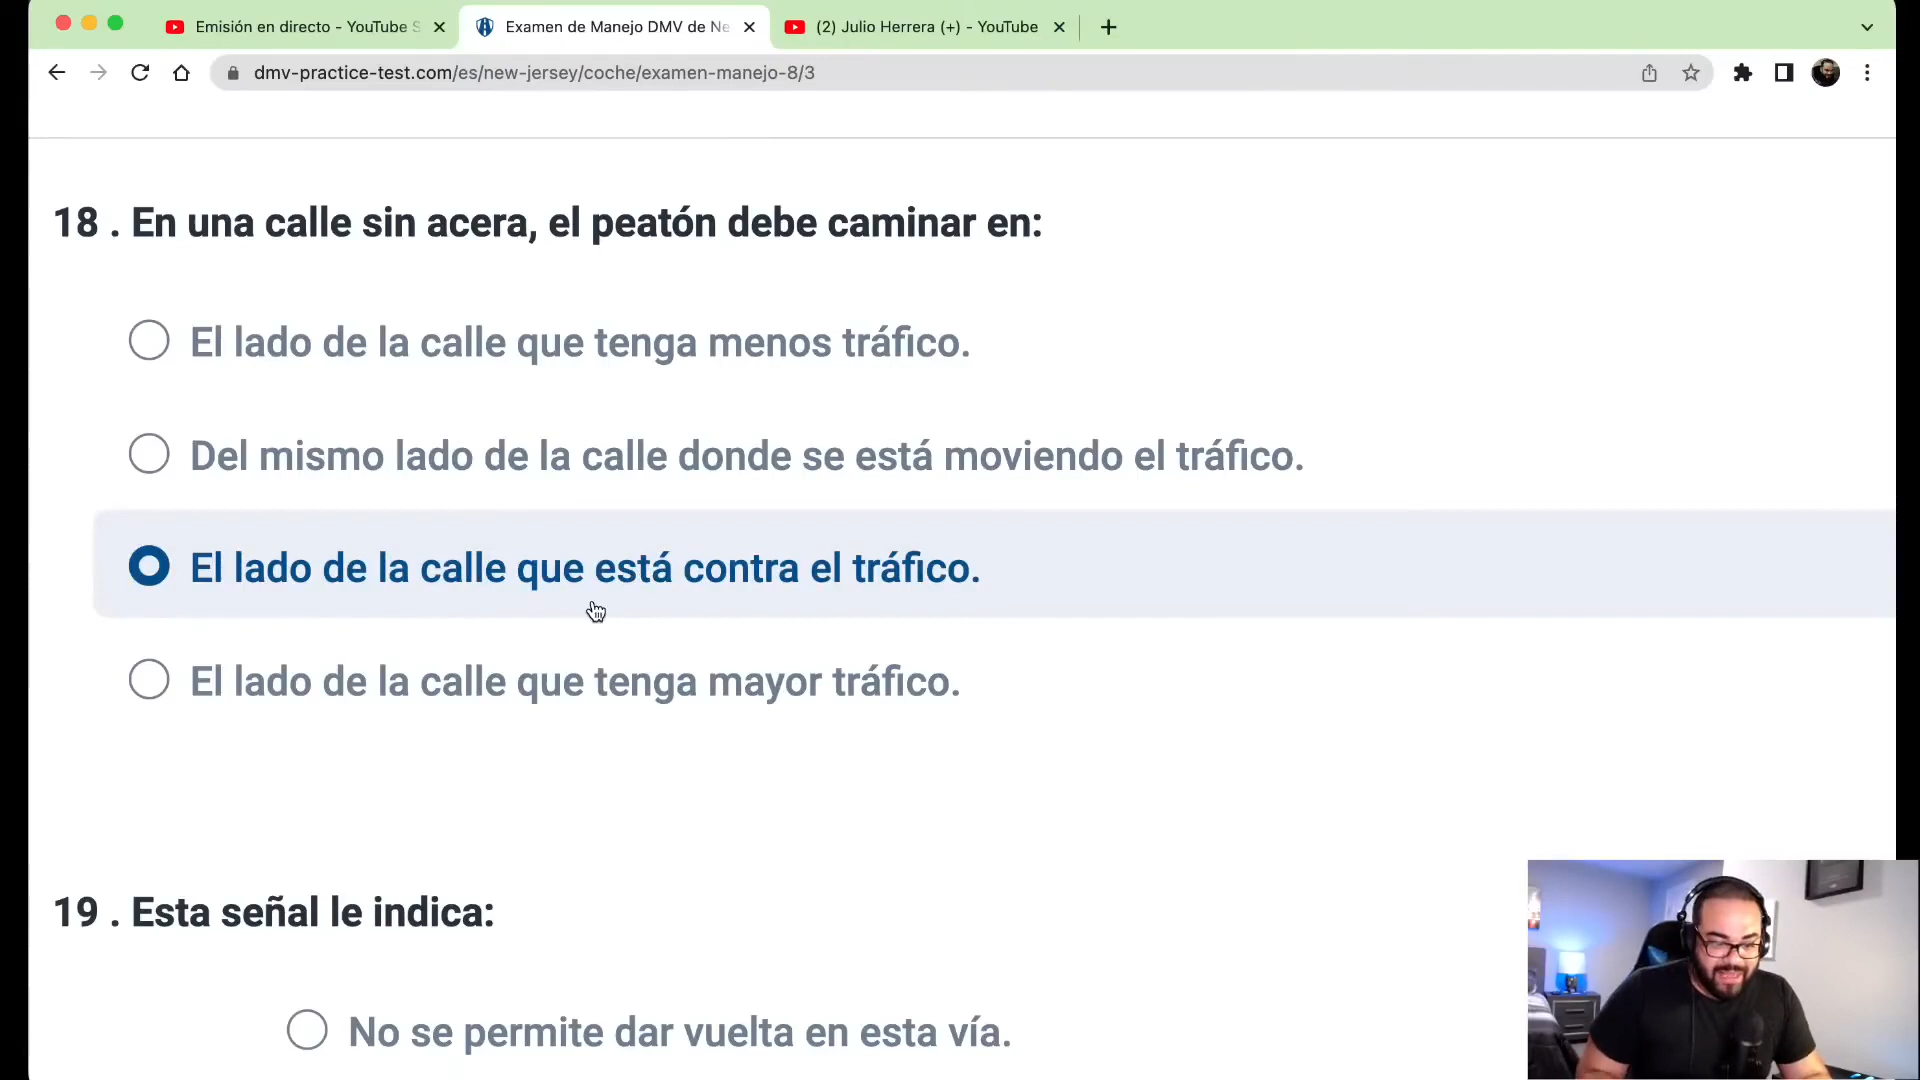 Emisión en directo - YouTube S
Examen de Manejo DMV de Ne
(2) Julio Herrera (+) - YouTube
dmv-practice-test.com/es/new-jersey/coche/examen-manejo-8/3
18 . En una calle sin acera, el peatón debe caminar en:
El lado de la calle que tenga menos tráfico.
Del mismo lado de la calle donde se está moviendo el tráfico.
El lado de la calle que está contra el tráfico.
El lado de la calle que tenga mayor tráfico.
19 . Esta señal le indica:
No se permite dar vuelta en esta vía.